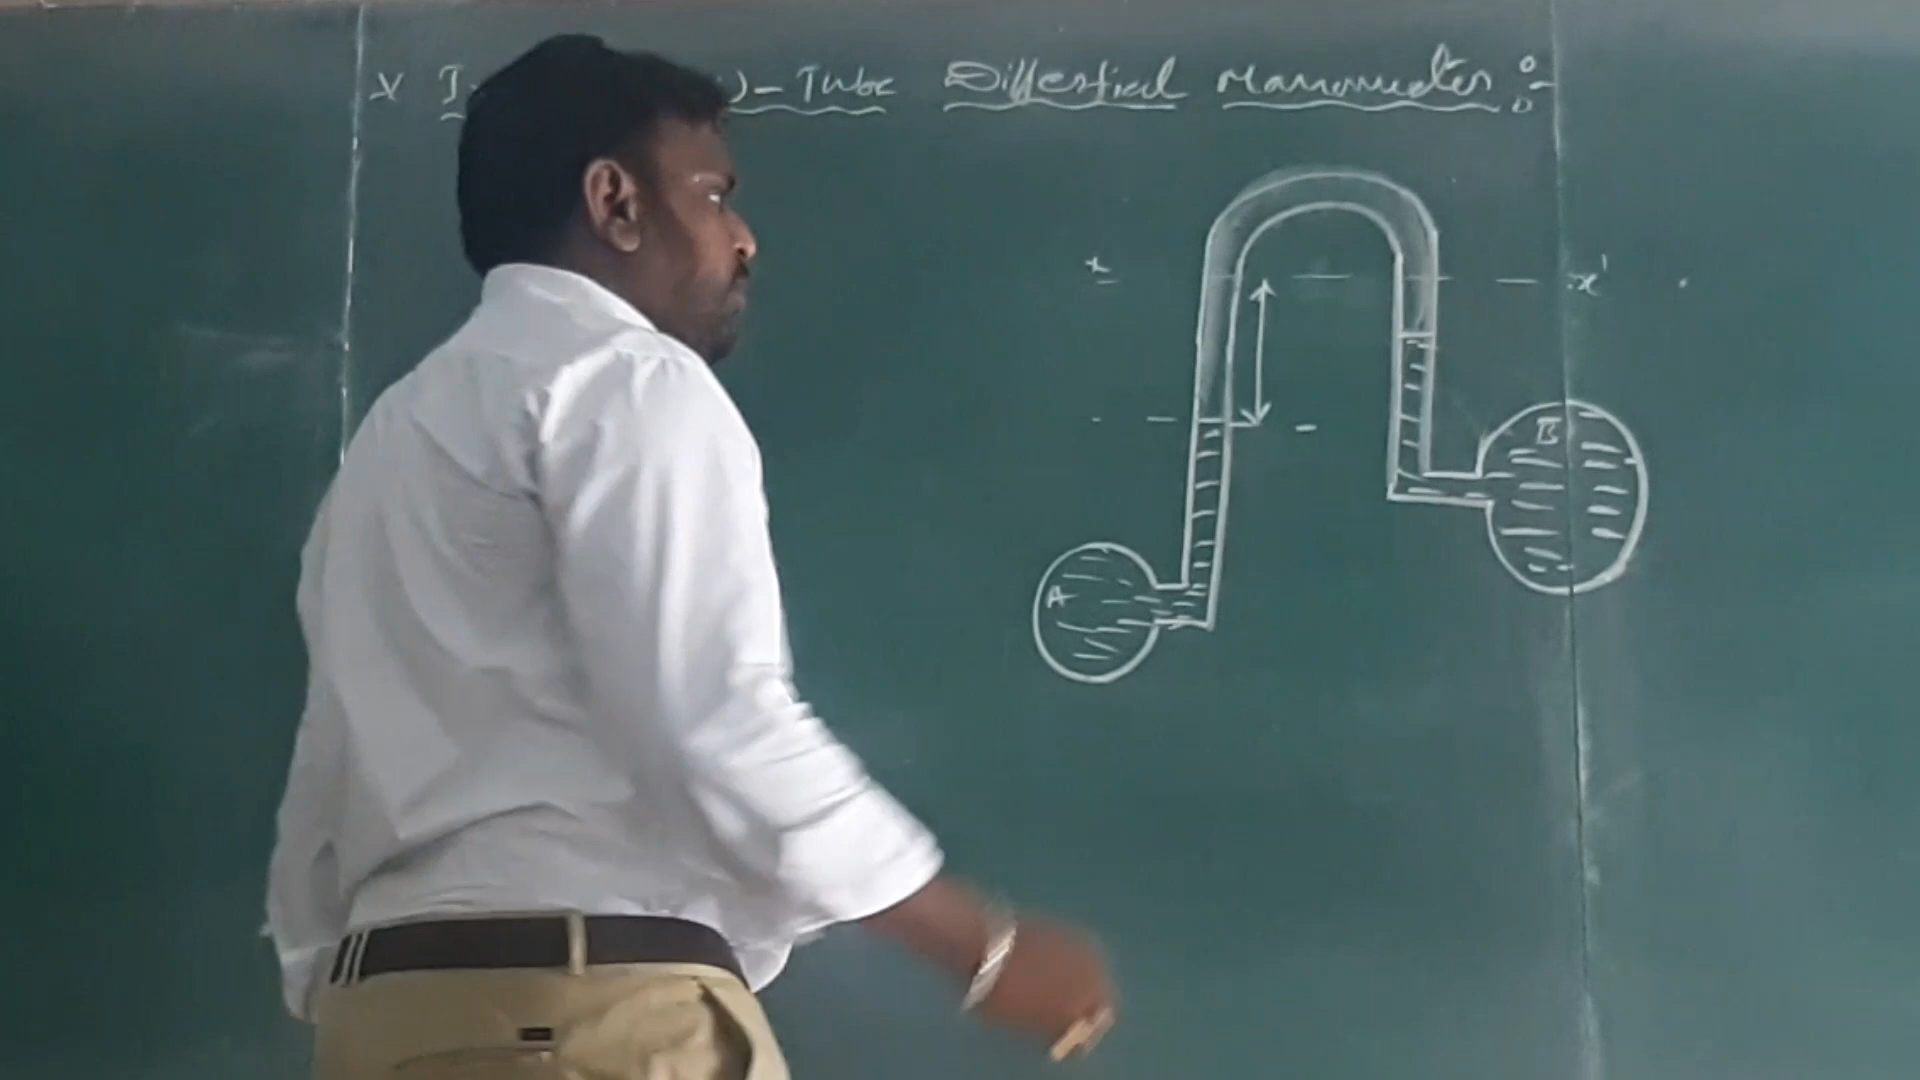 U - Tube Differtial Manometer :-
x x'
B
A